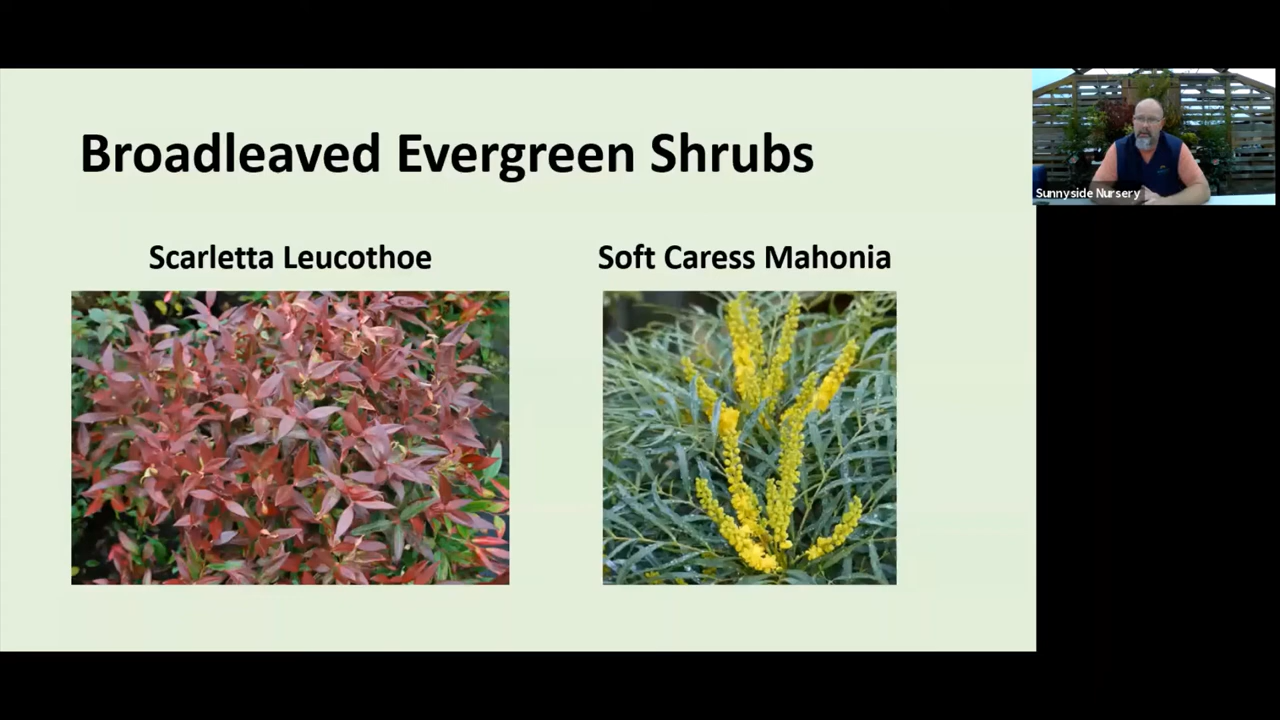 Broadleaved Evergreen Shrubs
Scarletta Leucothoe
Soft Caress Mahonia
Sunnyside Nursery